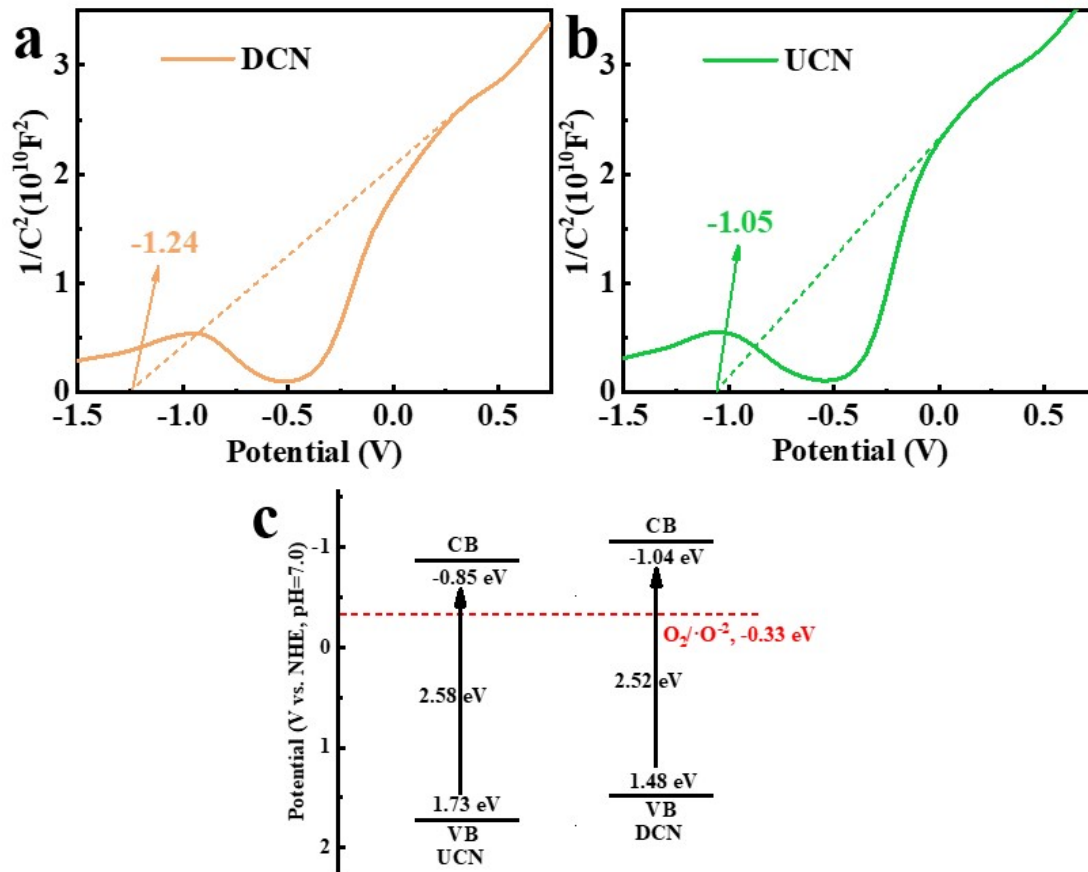 a
DCN
1/C²(10¹⁰F²)
3
2
1
0
-1.24
-1.5 -1.0 -0.5 0.0 0.5
Potential (V)
b
UCN
1/C²(10¹⁰F²)
3
2
1
0
-1.05
-1.5 -1.0 -0.5 0.0 0.5
Potential (V)
c
Potential (V vs. NHE, pH=7.0)
-1
0
1
2
CB
-0.85 eV
2.58 eV
1.73 eV
VB
UCN
CB
-1.04 eV
O₂/·O⁻², -0.33 eV
2.52 eV
1.48 eV
VB
DCN